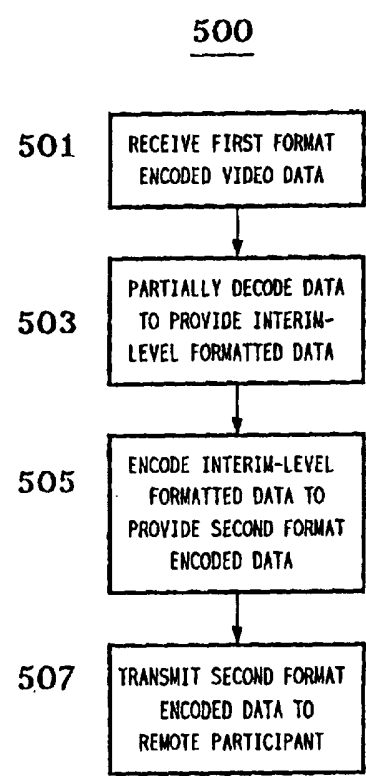 500
501
RECEIVE FIRST FORMAT
ENCODED VIDEO DATA
503
PARTIALLY DECODE DATA
TO PROVIDE INTERIM-
LEVEL FORMATTED DATA
505
ENCODE INTERIM-LEVEL
FORMATTED DATA TO
PROVIDE SECOND FORMAT
ENCODED DATA
507
TRANSMIT SECOND FORMAT
ENCODED DATA TO
REMOTE PARTICIPANT